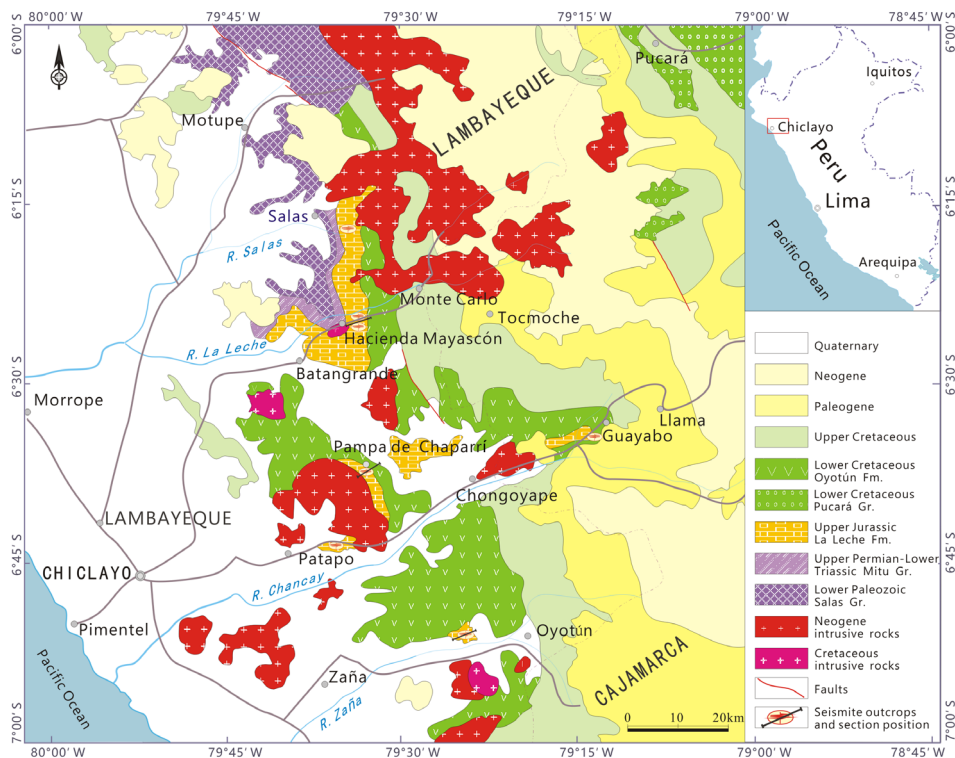 80°00′ W
79°45′
79°30′
79°15′
79°00′
78°45′ W
6°00′ S
6°15′
6°30′
6°45′
7°00′ S
6°00′ S
6°15′ S
6°30′
6°45′ S
7°00′ S
Pucará
LAMBAYEQUE
Motupe
Salas
R. Salas
Monte Carlo
Tocmoche
Hacienda Mayascón
R. La Leche
Batangrande
Morrope
Llama
Guayabo
Pampa de Chaparrí
Chongoyape
LAMBAYEQUE
Patapo
CHICLAYO
R. Chancay
Pimentel
Oyotún
CAJAMARCA
Zaña
R. Zaña
Pacific Ocean
0 10 20km
80°00′ W
79°45′ W
79°30′ W
79°15′ W
79°00′ W
78°45′ W
Iquitos
Chiclayo
Peru
Lima
Pacific Ocean
Arequipa
Quaternary
Neogene
Paleogene
Upper Cretaceous
Lower Cretaceous
Oyotún Fm.
Lower Cretaceous
Pucará Gr.
Upper Jurassic
La Leche Fm.
Upper Permian-Lower
Triassic Mitu Gr.
Lower Paleozoic
Salas Gr.
Neogene
intrusive rocks
Cretaceous
intrusive rocks
Faults
Seismite outcrops
and section position